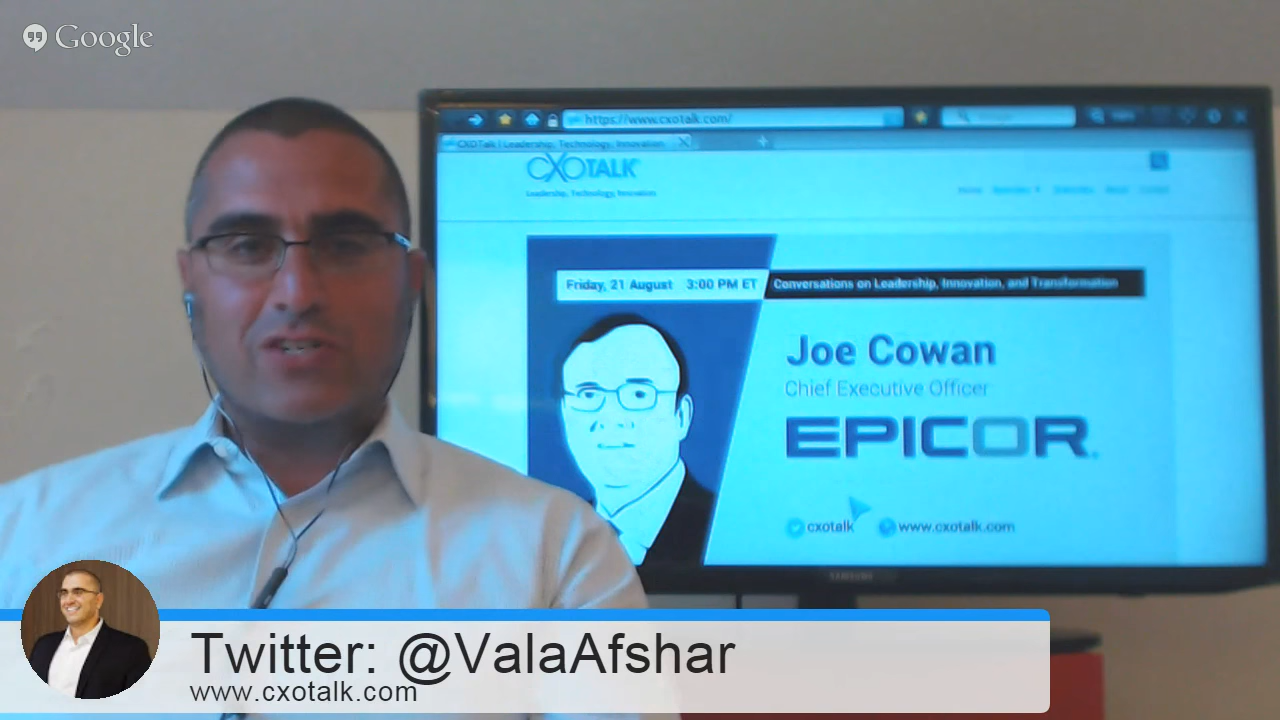 Google
https://www.cxotalk.com/
CXOTalk | Leadership, Technology, Innovation
CXOTALK
Leadership, Technology, Innovation
Friday, 21 August 3:00 PM ET
Conversations on Leadership, Innovation, and Transformation
Joe Cowan
Chief Executive Officer
EPICOR
cxotalk www.cxotalk.com
SAMSUNG
Twitter: @ValaAfshar
www.cxotalk.com